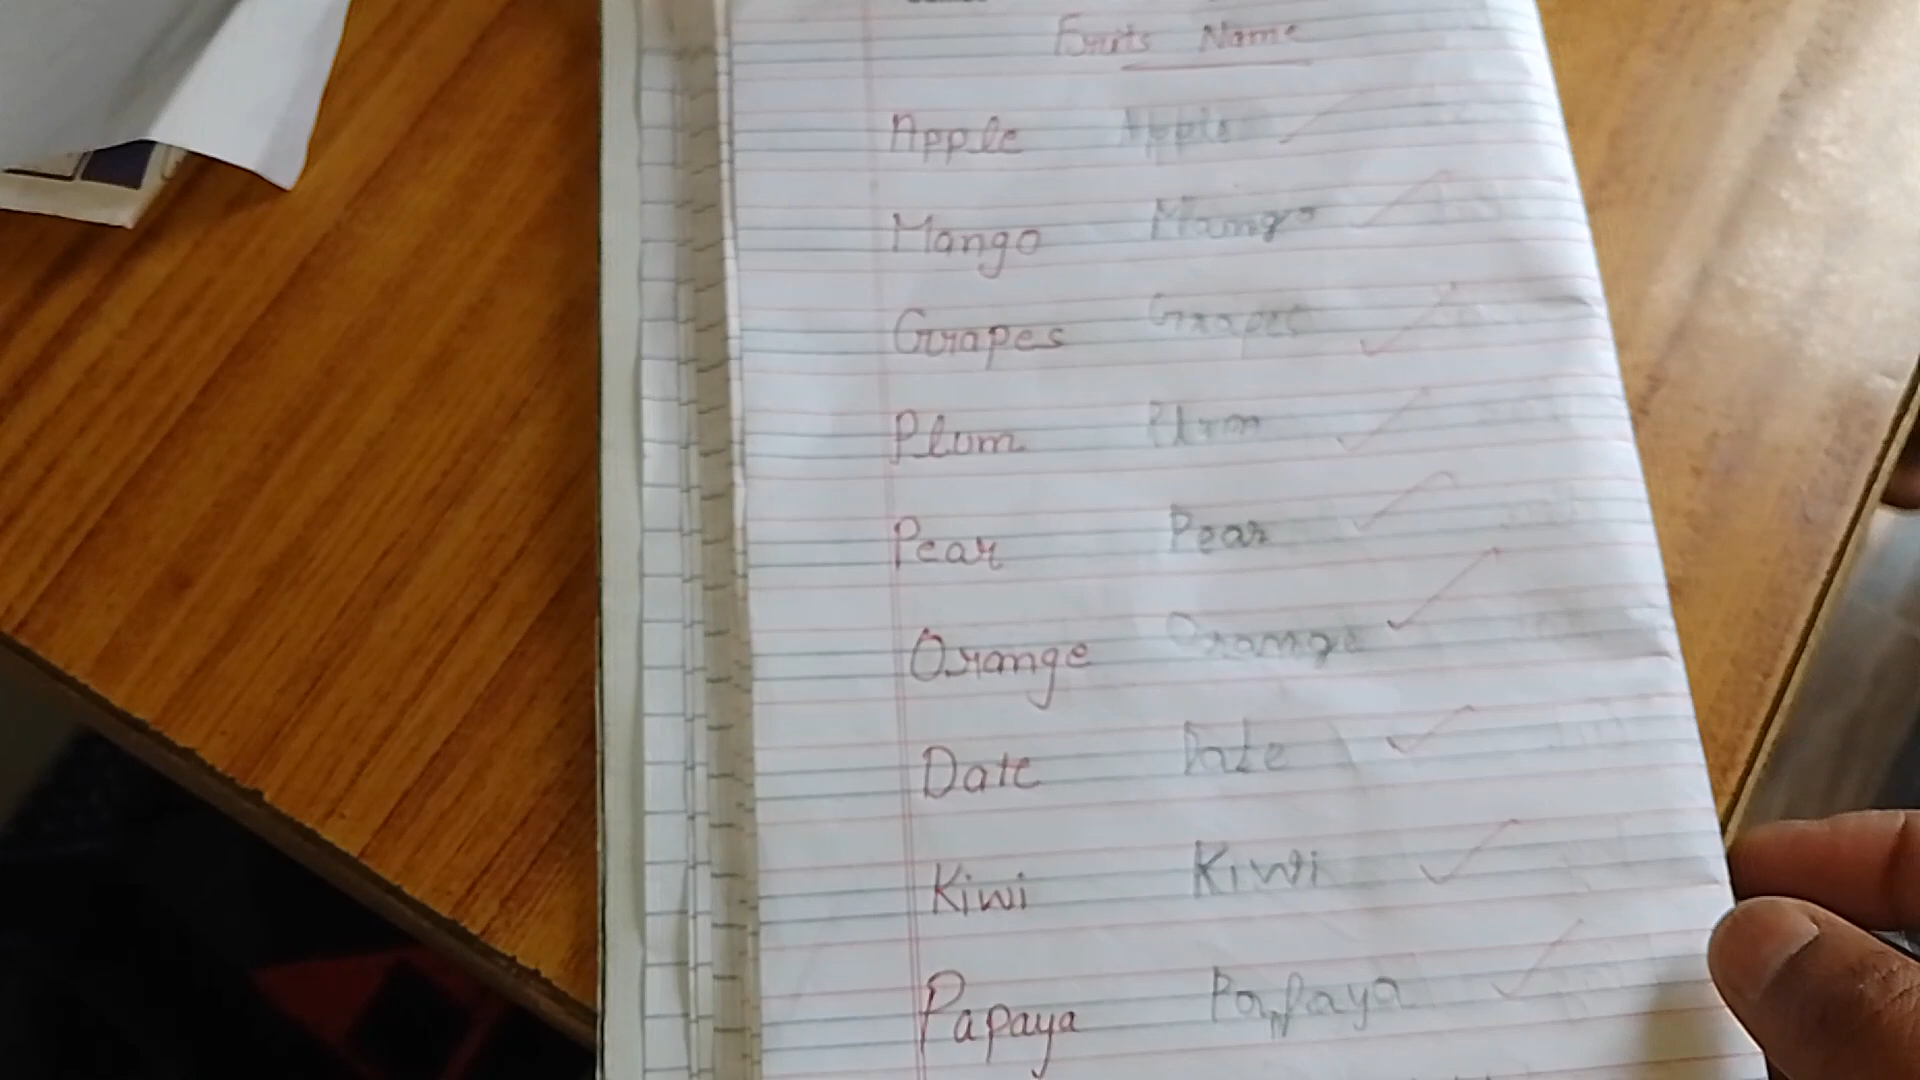 Fruits Name
Apple Apple
Mango Mango
Grapes Grapes
Plum Plum
Pear Pear
Orange Orange
Date Date
Kiwi Kiwi
Papaya Papaya